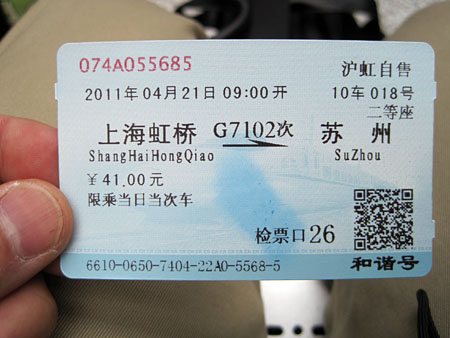 074A055685 沪虹自售
2011年04月21日09:00开 10车018号
二等座
上海虹桥 G7102次 苏州
ShangHaiHongQiao SuZhou
￥41.00元
限乘当日当次车
检票口26
6610-0650-7404-22A0-5568-5 和谐号